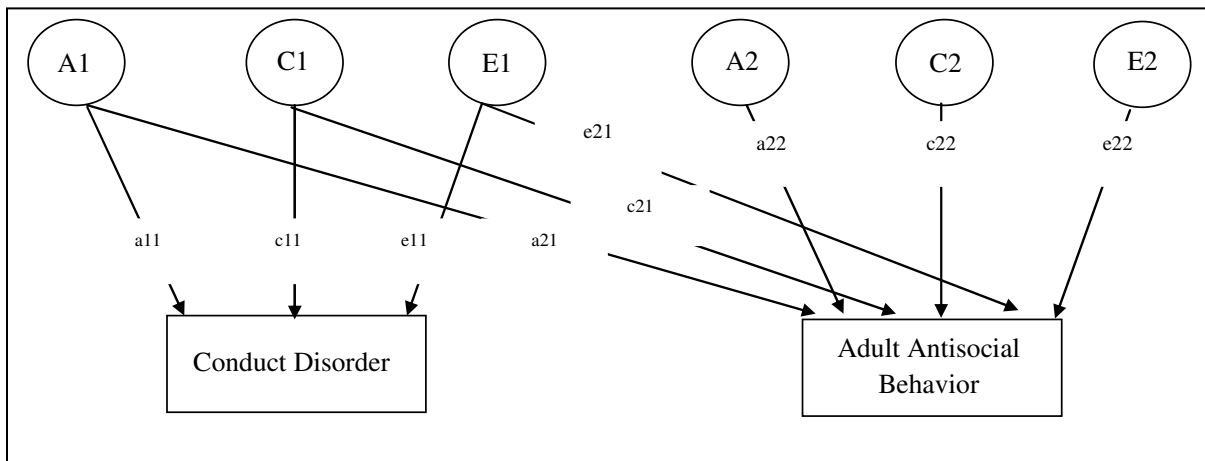 A1 C1 E1 A2 C2 E2
e21 a22 c22 e22
c21
a11 c11 e11 a21
Conduct Disorder
Adult Antisocial
Behavior